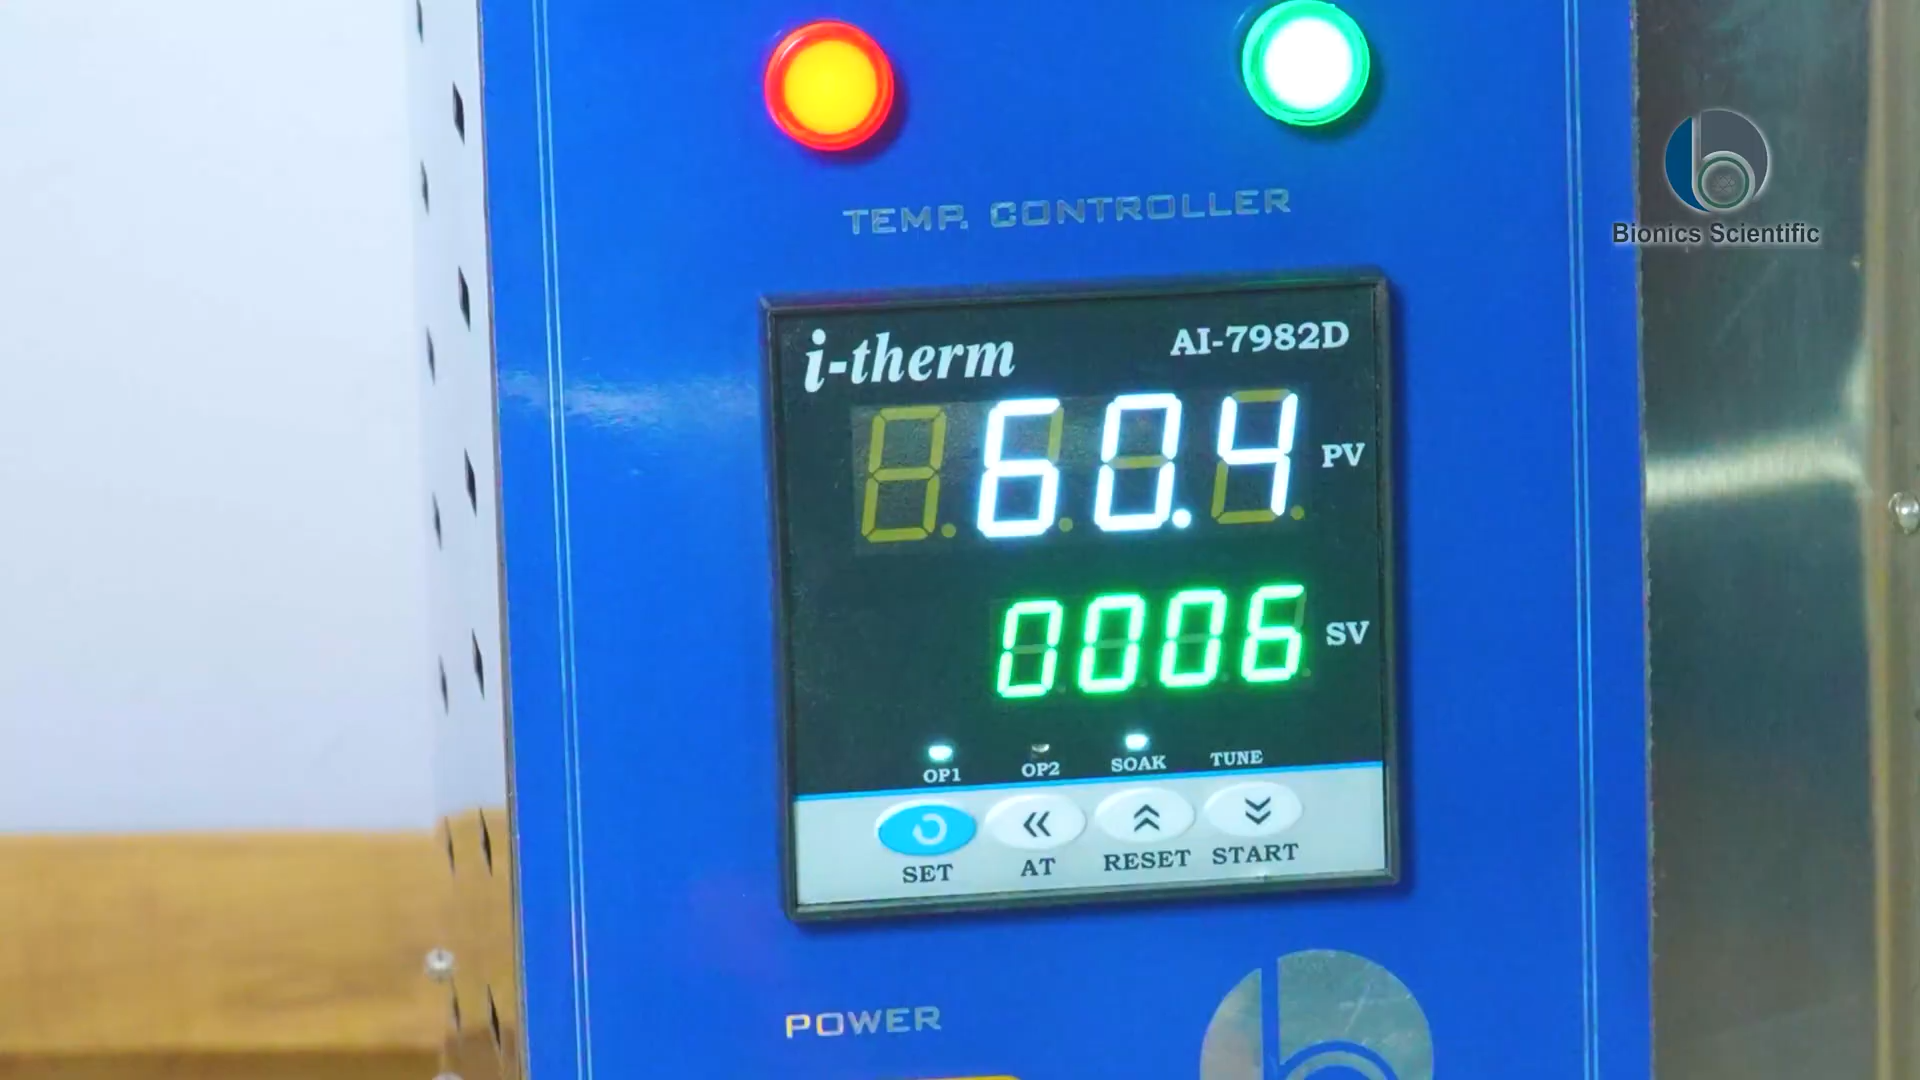 TEMP. CONTROLLER
Bionics Scientific
i-therm
AI-7982D
60.4 PV
0006 SV
OP1 OP2 SOAK TUNE
SET AT RESET START
POWER